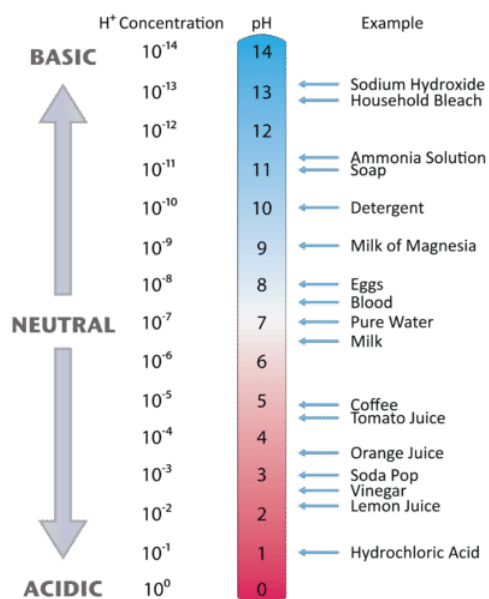 H⁺ Concentration pH Example
10⁻¹⁴ 14
BASIC
10⁻¹³ 13 Sodium Hydroxide
Household Bleach
10⁻¹² 12
Ammonia Solution
10⁻¹¹ 11 Soap
10⁻¹⁰ 10 Detergent
10⁻⁹ 9 Milk of Magnesia
10⁻⁸ 8 Eggs
Blood
NEUTRAL 10⁻⁷ 7 Pure Water
Milk
10⁻⁶ 6
10⁻⁵ 5 Coffee
Tomato Juice
10⁻⁴ 4
Orange Juice
10⁻³ 3 Soda Pop
Vinegar
10⁻² 2 Lemon Juice
10⁻¹ 1 Hydrochloric Acid
ACIDIC 10⁰ 0